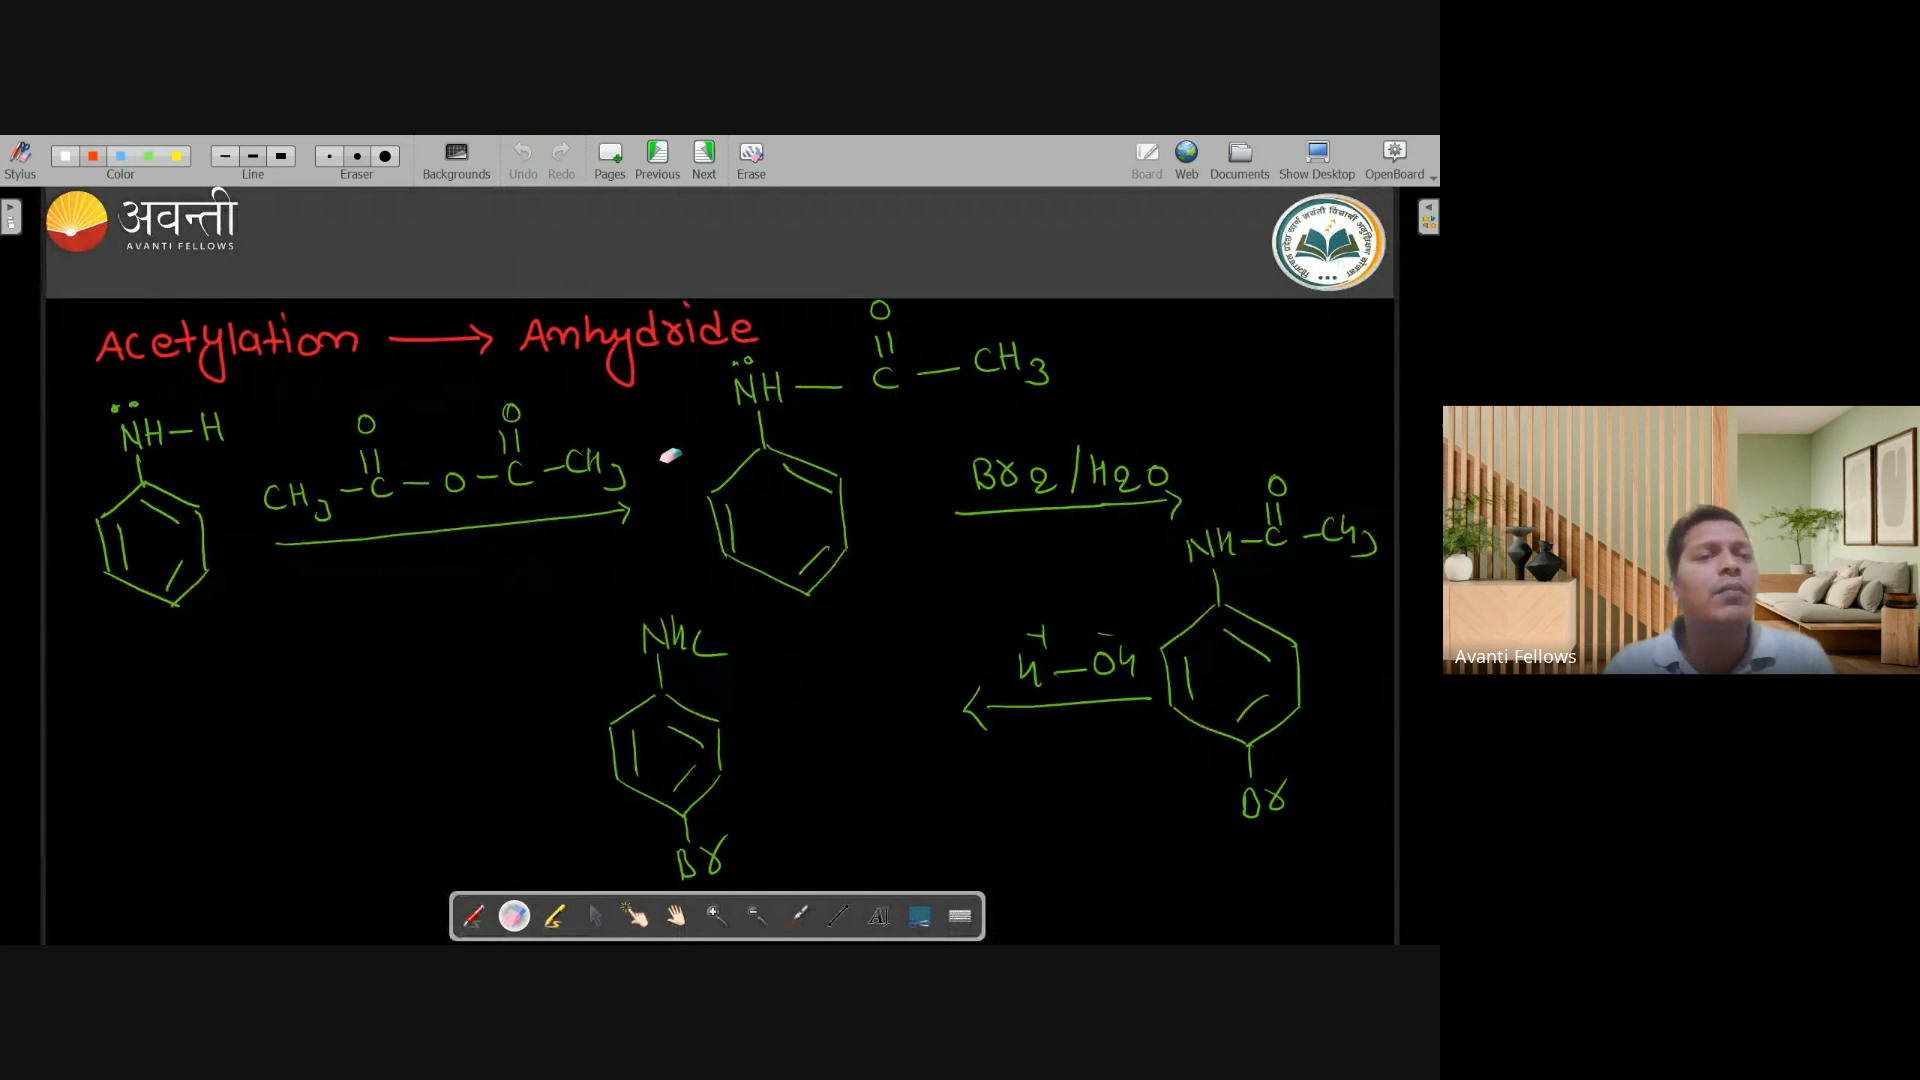 Stylus Color Line Eraser Backgrounds Undo Redo Pages Previous Next Erase Board Web Documents Show Desktop OpenBoard
अवन्ती
AVANTI FELLOWS
Acetylation → Anhydride
NH — C — CH3
O
NH–H
O O
CH3 – C – O – C – CH3
Br2/H2O
O
NH – C – CH3
H+ – OH-
NH
Br
Br
Avanti Fellows